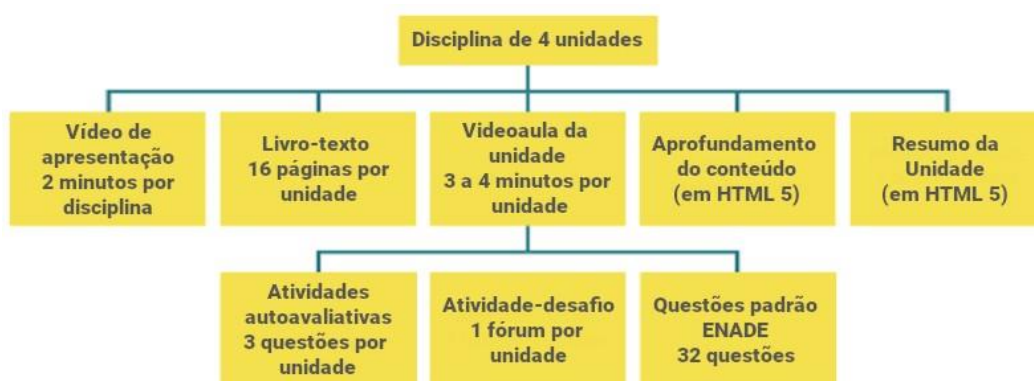 Disciplina de 4 unidades
Vídeo de
apresentação
2 minutos por
disciplina
Livro-texto
16 páginas por
unidade
Videoaula da
unidade
3 a 4 minutos por
unidade
Aprofundamento
do conteúdo
(em HTML 5)
Resumo da
Unidade
(em HTML 5)
Atividades
autoavaliativas
3 questões por
unidade
Atividade-desafio
1 fórum por
unidade
Questões padrão
ENADE
32 questões